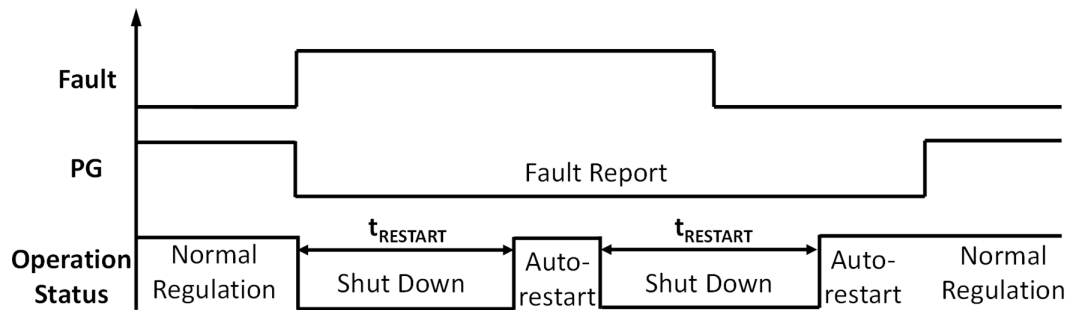 Fault
PG
Fault Report
Operation
Status
Normal
Regulation
tRESTART
Shut Down
Auto-
restart
tRESTART
Shut Down
Auto-
restart
Normal
Regulation